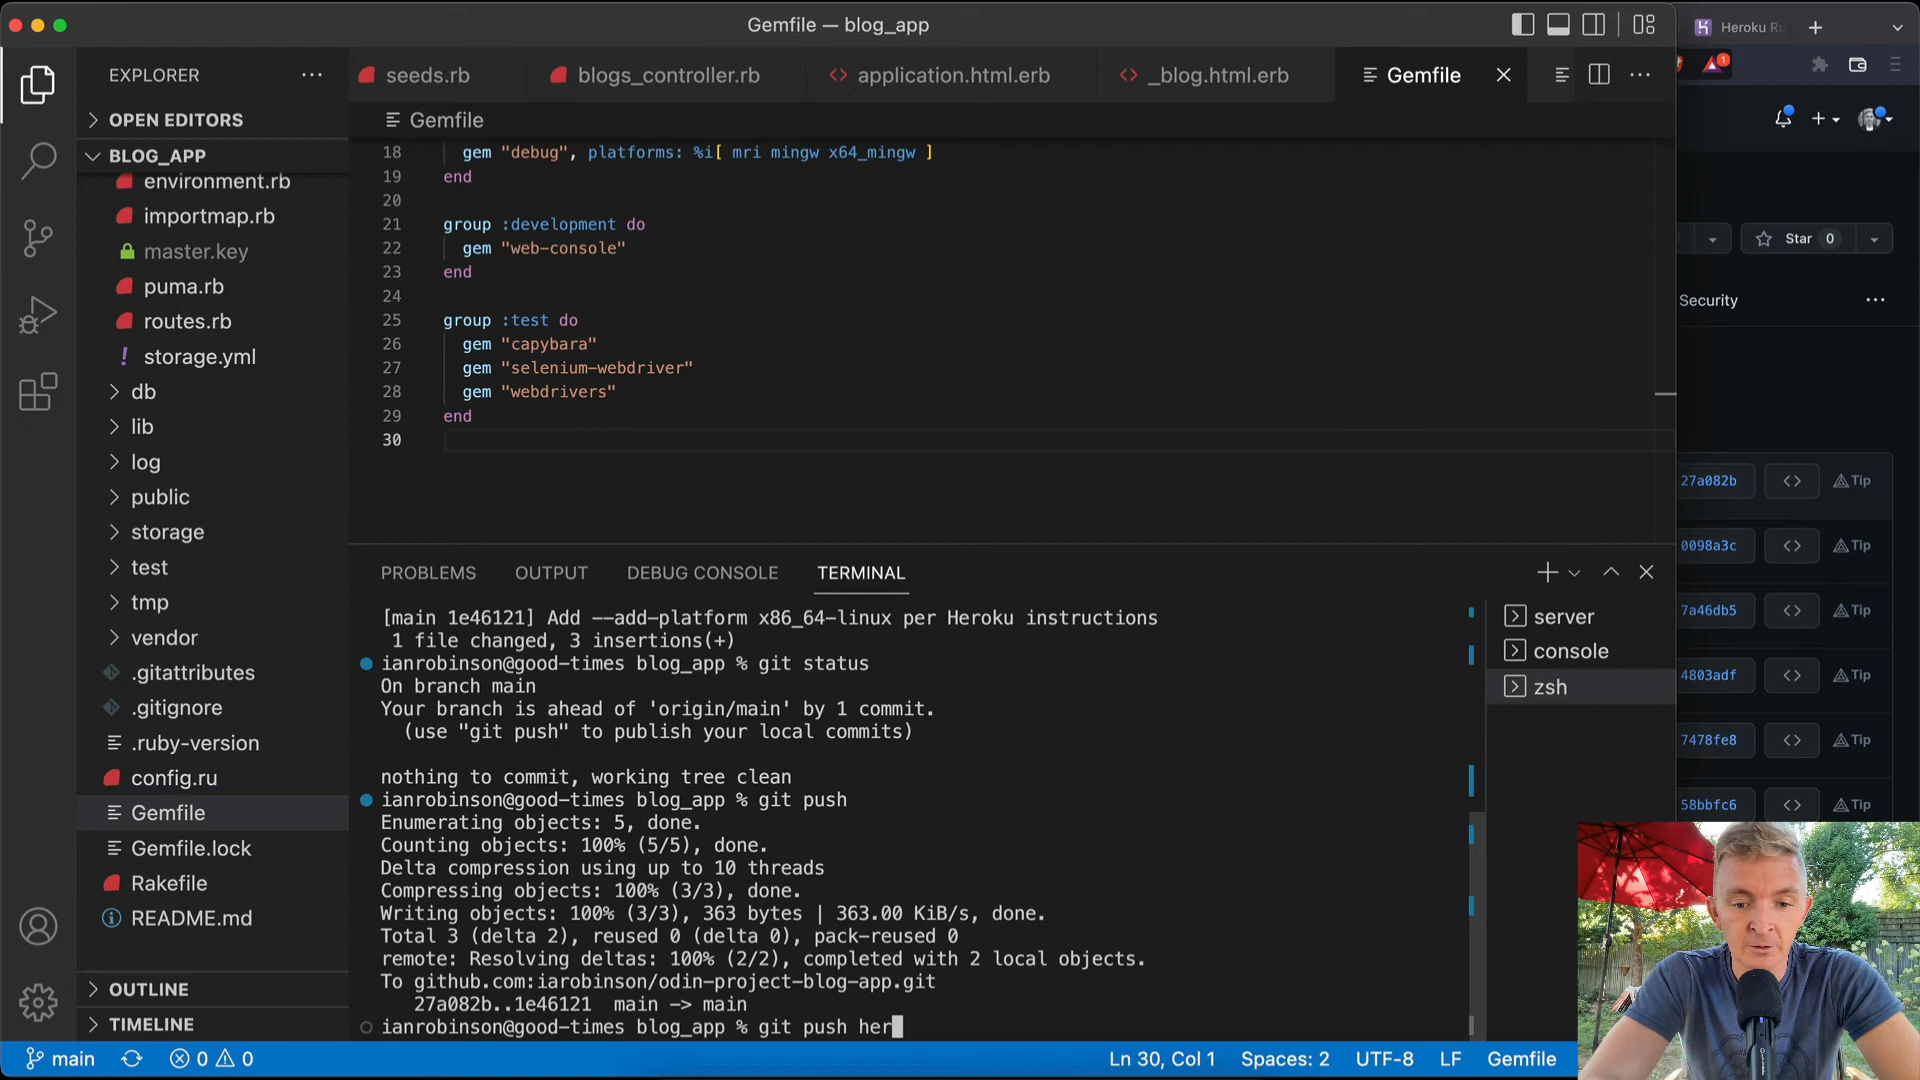 Gemfile — blog_app
Heroku Ru
EXPLORER
seeds.rb
blogs_controller.rb
application.html.erb
_blog.html.erb
Gemfile
OPEN EDITORS
Gemfile
BLOG_APP
environment.rb
importmap.rb
master.key
puma.rb
routes.rb
storage.yml
db
lib
log
public
storage
test
tmp
vendor
.gitattributes
.gitignore
.ruby-version
config.ru
Gemfile
Gemfile.lock
Rakefile
README.md
OUTLINE
TIMELINE
18 gem "debug", platforms: %i[ mri mingw x64_mingw ]
19 end
20
21 group :development do
22 gem "web-console"
23 end
24
25 group :test do
26 gem "capybara"
27 gem "selenium-webdriver"
28 gem "webdrivers"
29 end
30
PROBLEMS OUTPUT DEBUG CONSOLE TERMINAL
[main 1e46121] Add --add-platform x86_64-linux per Heroku instructions
1 file changed, 3 insertions(+)
ianrobinson@good-times blog_app % git status
On branch main
Your branch is ahead of 'origin/main' by 1 commit.
(use "git push" to publish your local commits)
nothing to commit, working tree clean
ianrobinson@good-times blog_app % git push
Enumerating objects: 5, done.
Counting objects: 100% (5/5), done.
Delta compression using up to 10 threads
Compressing objects: 100% (3/3), done.
Writing objects: 100% (3/3), 363 bytes | 363.00 KiB/s, done.
Total 3 (delta 2), reused 0 (delta 0), pack-reused 0
remote: Resolving deltas: 100% (2/2), completed with 2 local objects.
To github.com:iarobinson/odin-project-blog-app.git
27a082b..1e46121 main -> main
ianrobinson@good-times blog_app % git push her
server
console
zsh
1
Star 0
Security
27a082b <> Tip
0098a3c <> Tip
7a46db5 <> Tip
4803adf <> Tip
7478fe8 <> Tip
58bbfc6 <> Tip
main 0 0 Ln 30, Col 1 Spaces: 2 UTF-8 LF Gemfile